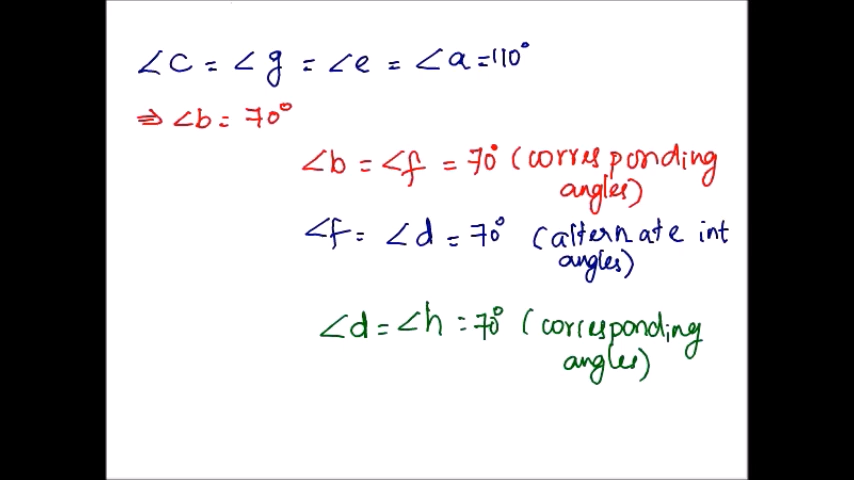 ∠c = ∠g = ∠e = ∠a = 110°
⇒ ∠b = 70°
∠b = ∠f = 70° (corresponding
angles)
∠f = ∠d = 70° (alternate int
angles)
∠d = ∠h = 70° (corresponding
angles)